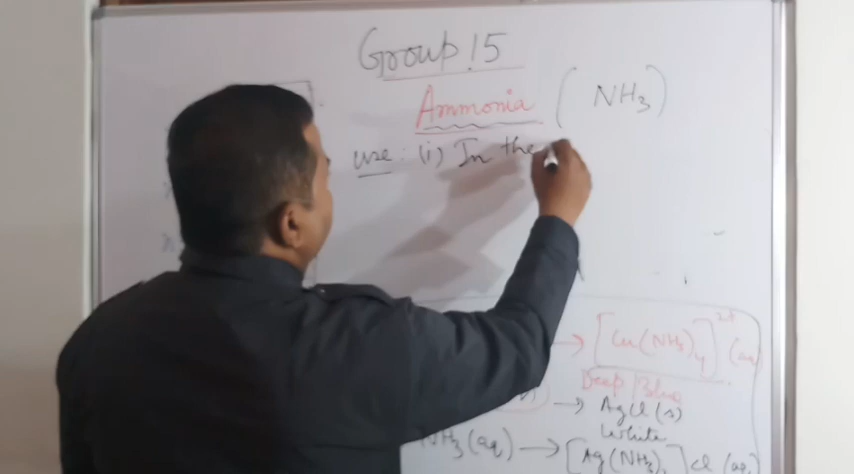 Group 15
Ammonia (NH3)
use: (i) In the
→ [Cu(NH3)4]2+ (aq)
Deep Blue
→ AgCl(s)
White
NH3(aq) → [Ag(NH3)2]Cl (aq)